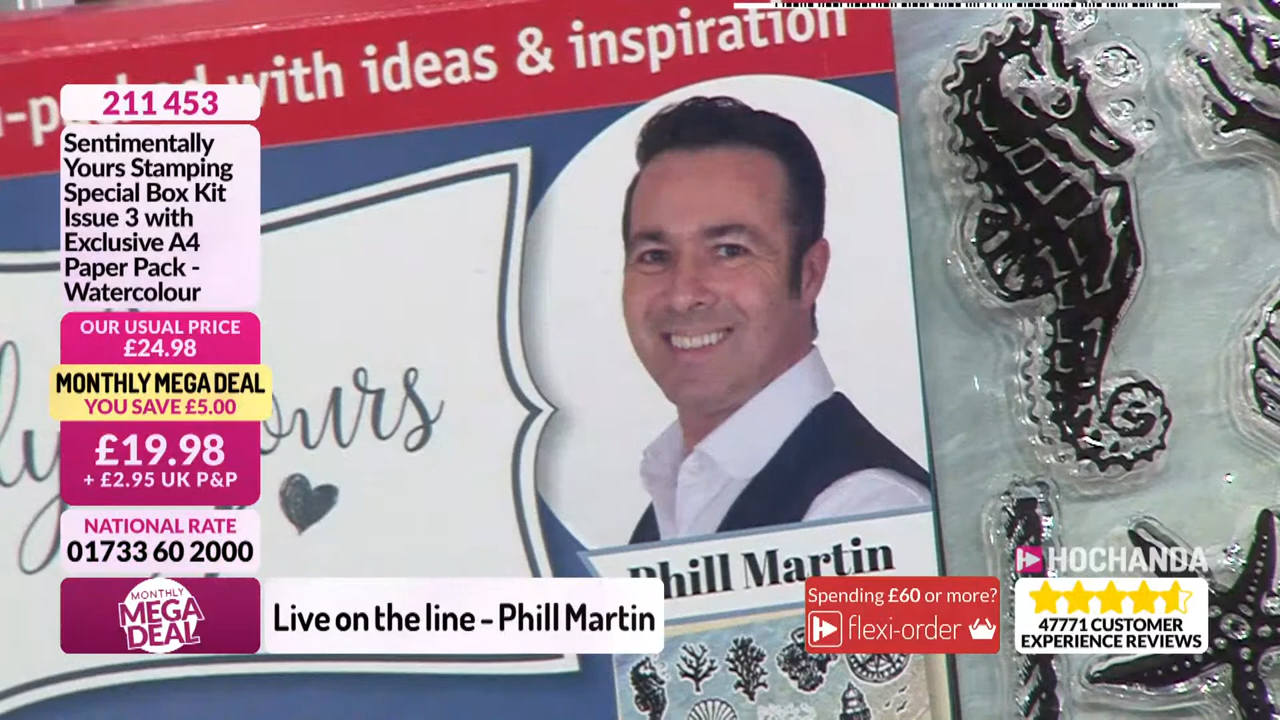 with ideas & inspiration
211 453
Sentimentally
Yours Stamping
Special Box Kit
Issue 3 with
Exclusive A4
Paper Pack -
Watercolour
OUR USUAL PRICE
£24.98
MONTHLY MEGA DEAL
YOU SAVE £5.00
£19.98
+ £2.95 UK P&P
NATIONAL RATE
01733 60 2000
ours
Phill Martin
MONTHLY
MEGA
DEAL
Live on the line - Phill Martin
Spending £60 or more?
flexi-order
HOCHANDA
47771 CUSTOMER
EXPERIENCE REVIEWS